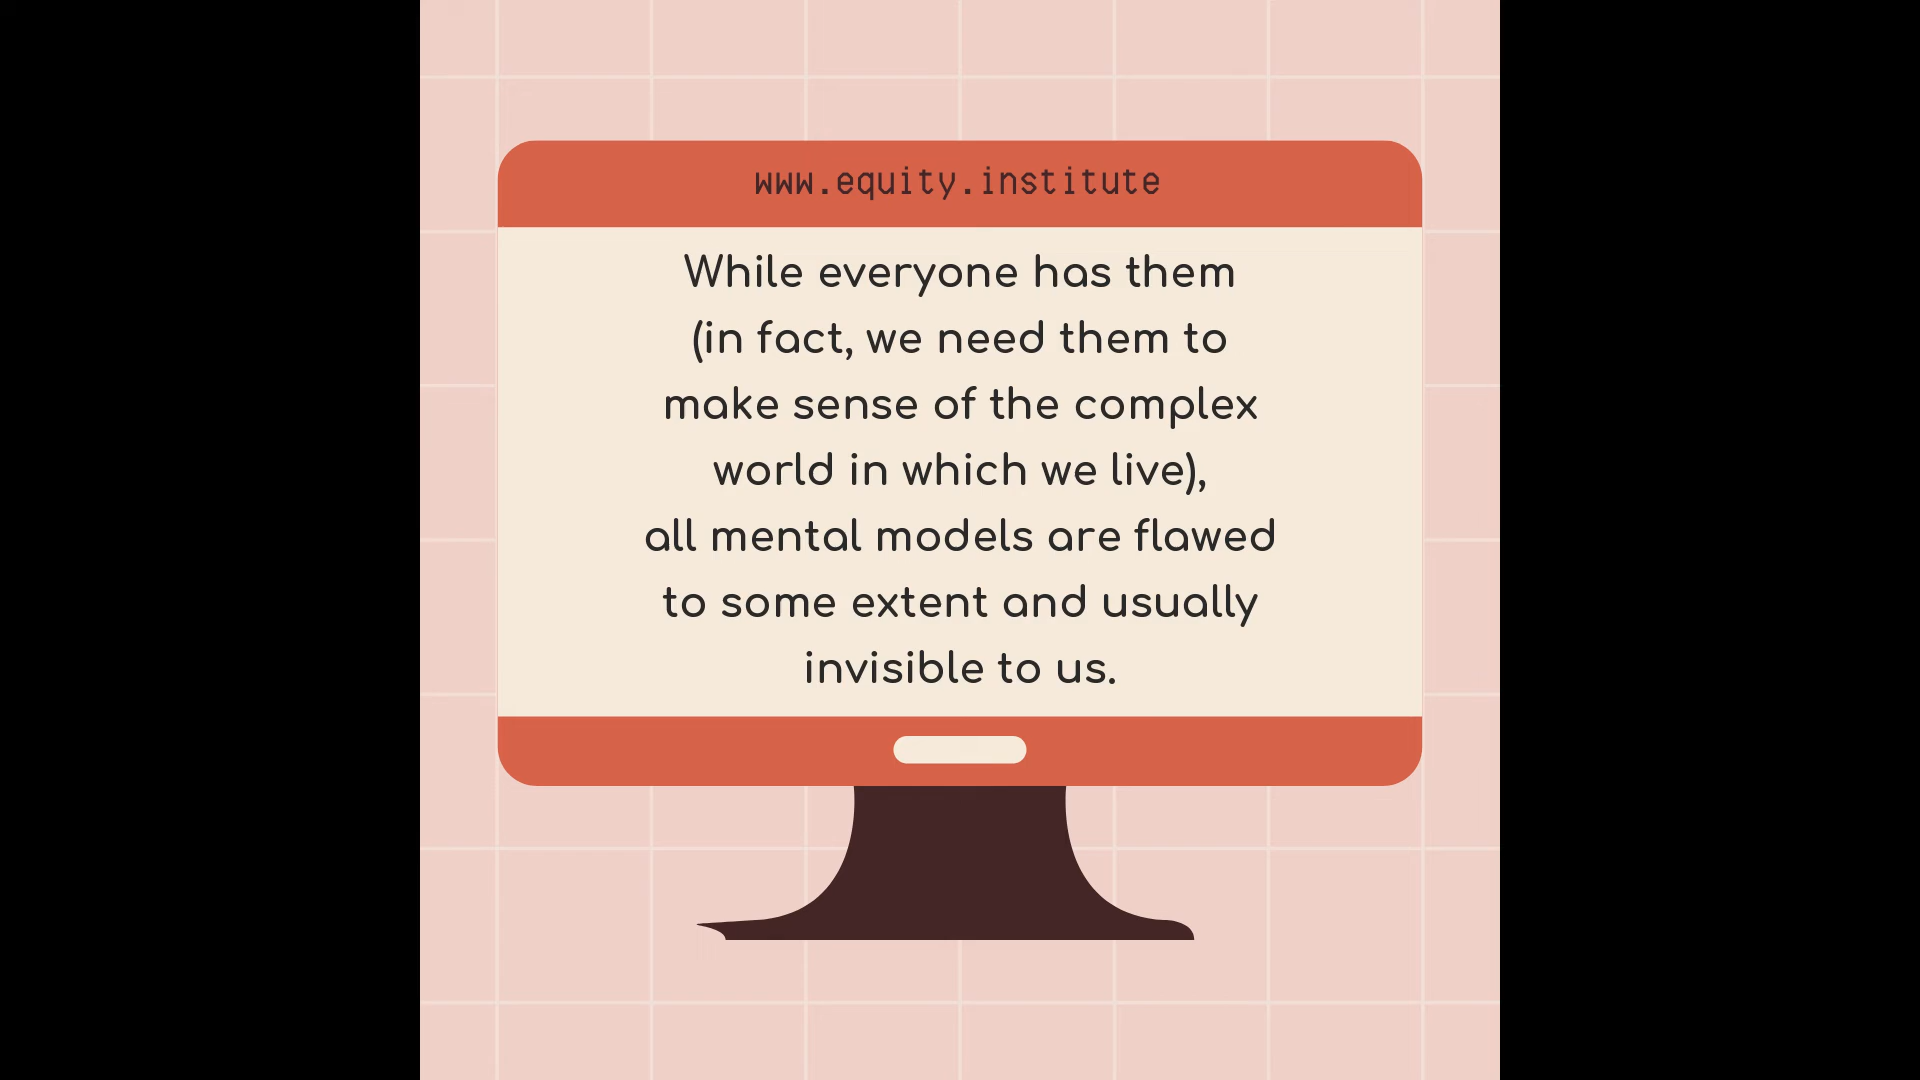 www.equity.institute
While everyone has them
(in fact, we need them to
make sense of the complex
world in which we live),
all mental models are flawed
to some extent and usually
invisible to us.